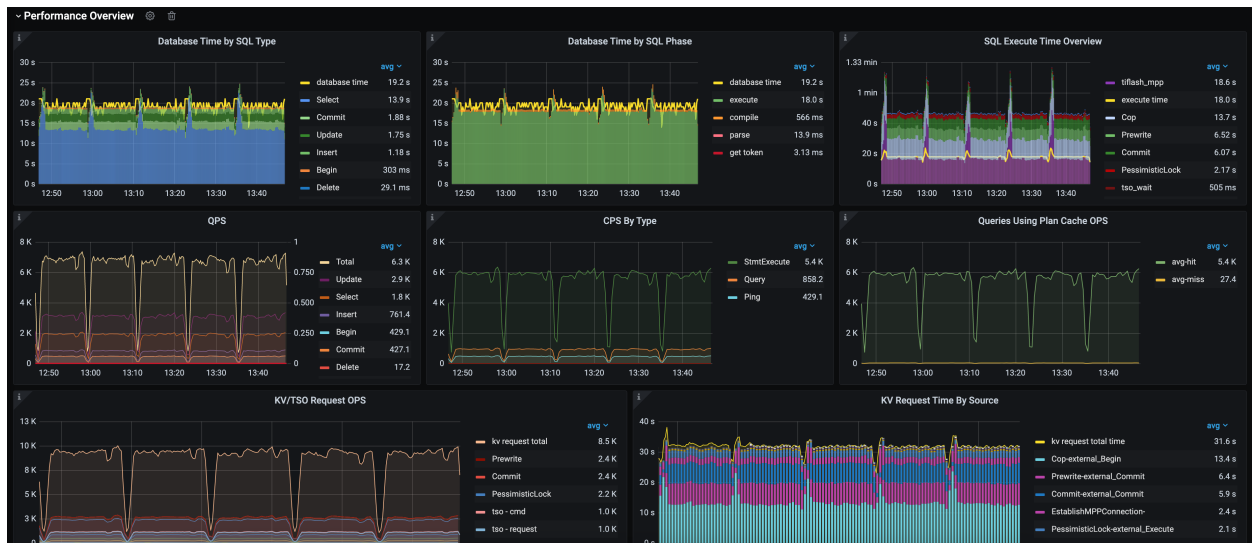 Performance Overview
Database Time by SQL Type
30 s
25 s
20 s
15 s
10 s
5 s
0 s
12:50 13:00 13:10 13:20 13:30 13:40
avg
database time 19.2 s
Select 13.9 s
Commit 1.88 s
Update 1.75 s
Insert 1.18 s
Begin 303 ms
Delete 29.1 ms
Database Time by SQL Phase
30 s
25 s
20 s
15 s
10 s
5 s
0 s
12:50 13:00 13:10 13:20 13:30 13:40
avg
database time 19.2 s
execute 18.0 s
compile 566 ms
parse 13.9 ms
get token 3.13 ms
SQL Execute Time Overview
1.33 min
1 min
40 s
20 s
0 s
12:50 13:00 13:10 13:20 13:30 13:40
avg
tiflash_mpp 18.6 s
execute time 18.0 s
Cop 13.7 s
Prewrite 6.52 s
Commit 6.07 s
PessimisticLock 2.17 s
tso_wait 505 ms
QPS
8 K
6 K
4 K
2 K
0
1
0.750
0.500
0.250
0
12:50 13:00 13:10 13:20 13:30 13:40
avg
Total 6.3 K
Update 2.9 K
Select 1.8 K
Insert 761.4
Begin 429.1
Commit 427.1
Delete 17.2
CPS By Type
8 K
6 K
4 K
2 K
0
12:50 13:00 13:10 13:20 13:30 13:40
avg
StmtExecute 5.4 K
Query 858.2
Ping 429.1
Queries Using Plan Cache OPS
8 K
6 K
4 K
2 K
0
12:50 13:00 13:10 13:20 13:30 13:40
avg
avg-hit 5.4 K
avg-miss 27.4
KV/TSO Request OPS
13 K
10 K
8 K
5 K
3 K
0
avg
kv request total 8.5 K
Prewrite 2.4 K
Commit 2.4 K
PessimisticLock 2.2 K
tso - cmd 1.0 K
tso - request 1.0 K
KV Request Time By Source
40 s
30 s
20 s
10 s
0 s
avg
kv request total time 31.6 s
Cop-external_Begin 13.4 s
Prewrite-external_Commit 6.4 s
Commit-external_Commit 5.9 s
EstablishMPPConnection- 2.4 s
PessimisticLock-external_Execute 2.1 s